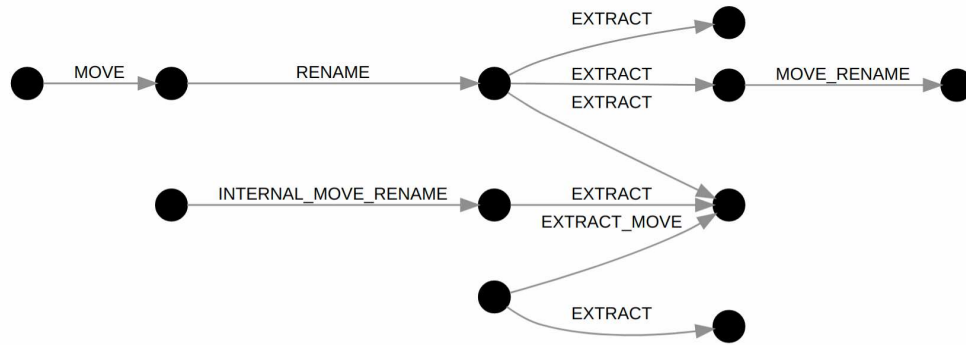 EXTRACT
MOVE
RENAME
EXTRACT
MOVE_RENAME
EXTRACT
INTERNAL_MOVE_RENAME
EXTRACT
EXTRACT_MOVE
EXTRACT